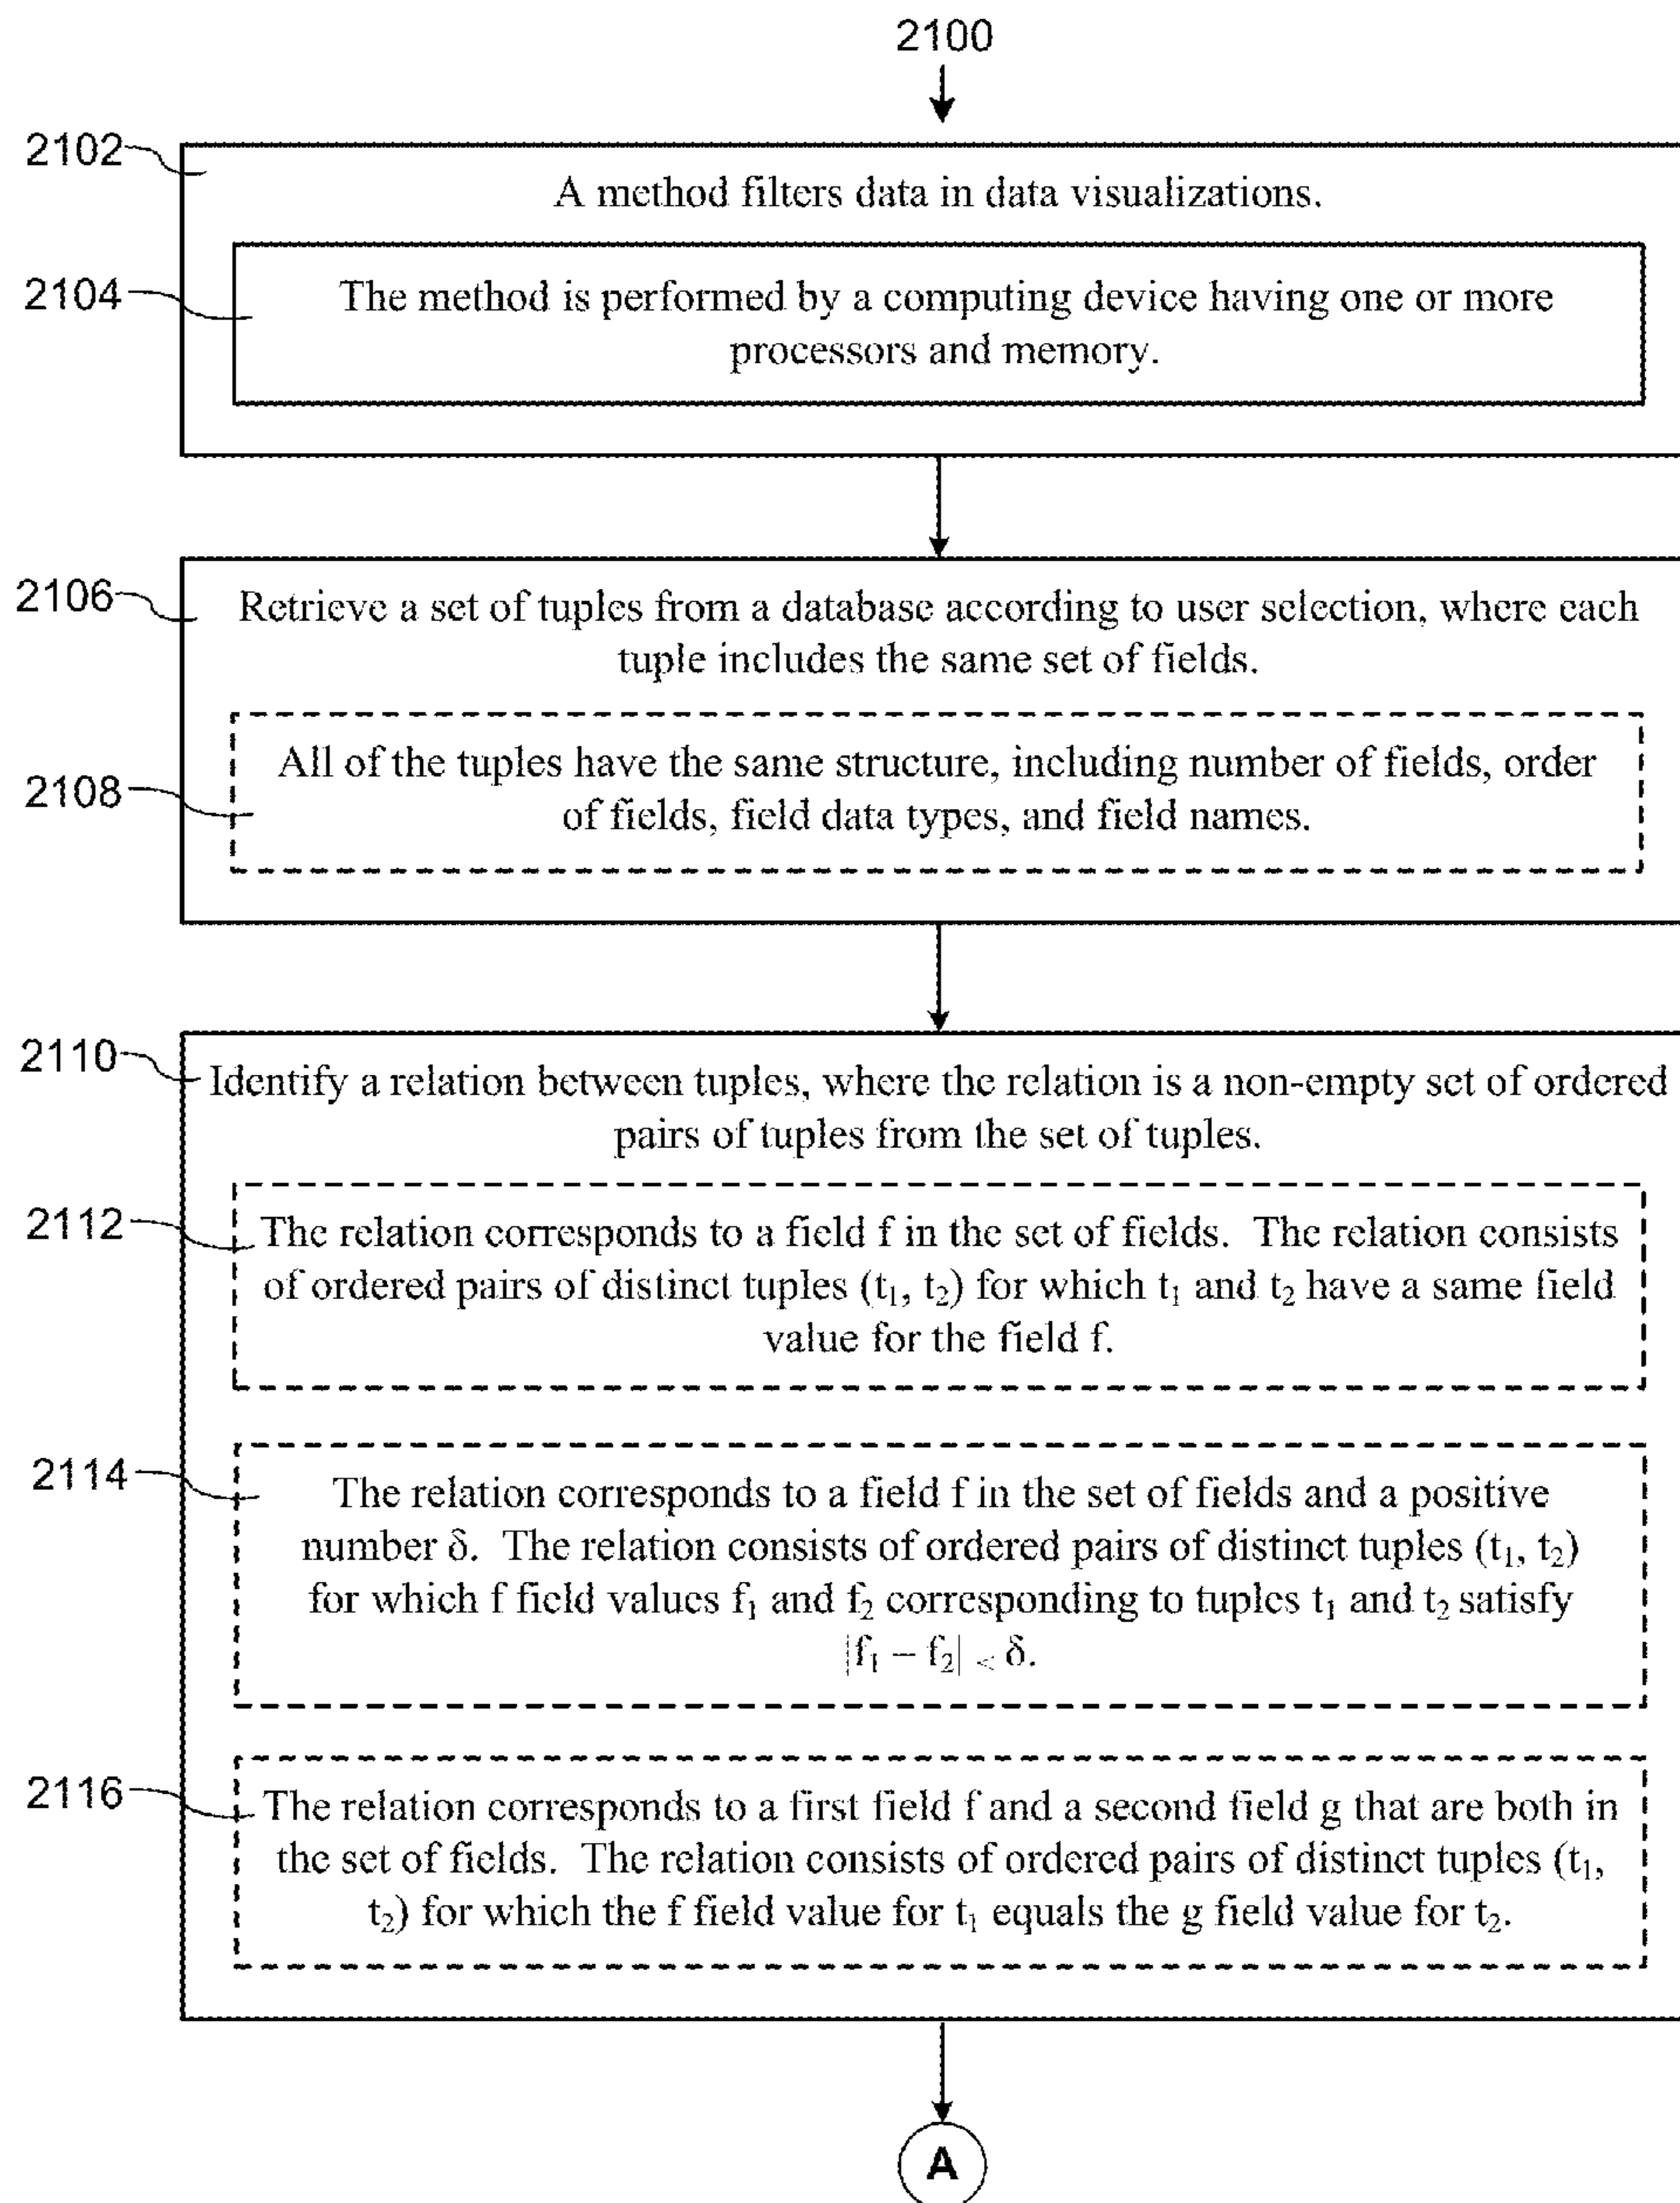 2100
2102
A method filters data in data visualizations.
2104
The method is performed by a computing device having one or more
processors and memory.
2106
Retrieve a set of tuples from a database according to user selection, where each
tuple includes the same set of fields.
2108
All of the tuples have the same structure, including number of fields, order
of fields, field data types, and field names.
2110
Identify a relation between tuples, where the relation is a non-empty set of ordered
pairs of tuples from the set of tuples.
2112
The relation corresponds to a field f in the set of fields. The relation consists
of ordered pairs of distinct tuples (t₁, t₂) for which t₁ and t₂ have a same field
value for the field f.
2114
The relation corresponds to a field f in the set of fields and a positive
number δ. The relation consists of ordered pairs of distinct tuples (t₁, t₂)
for which f field values f₁ and f₂ corresponding to tuples t₁ and t₂ satisfy
|f₁ – f₂| < δ.
2116
The relation corresponds to a first field f and a second field g that are both in
the set of fields. The relation consists of ordered pairs of distinct tuples (t₁,
t₂) for which the f field value for t₁ equals the g field value for t₂.
A